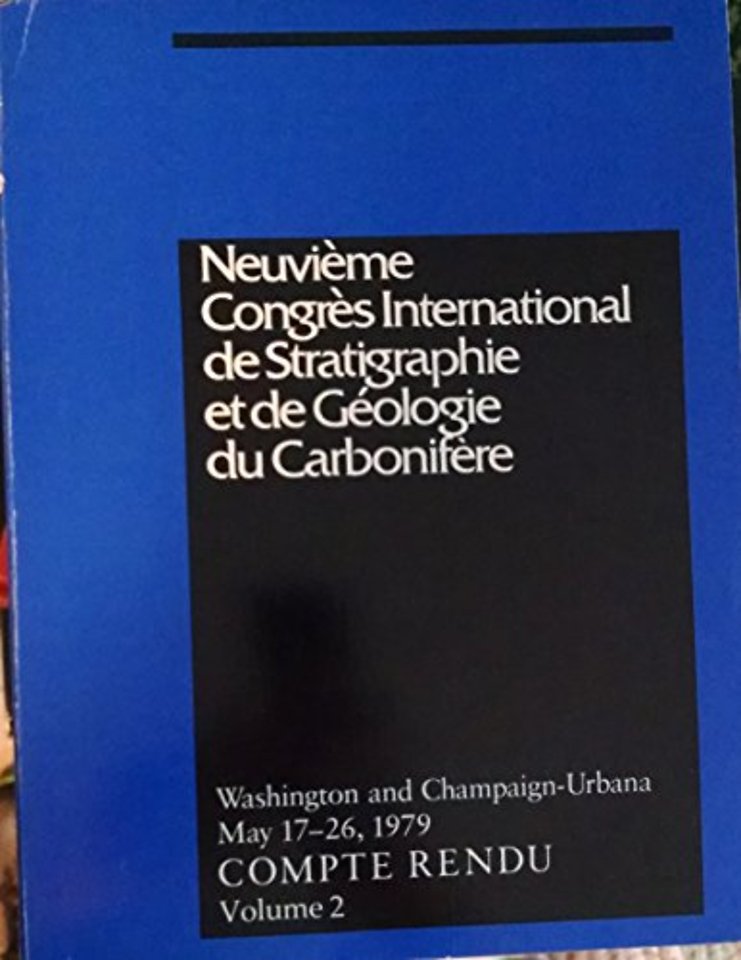 Neuvième
Congrès International
de Stratigraphie
et de Géologie
du Carbonifère
Washington and Champaign-Urbana
May 17–26, 1979
COMPTE RENDU
Volume 2